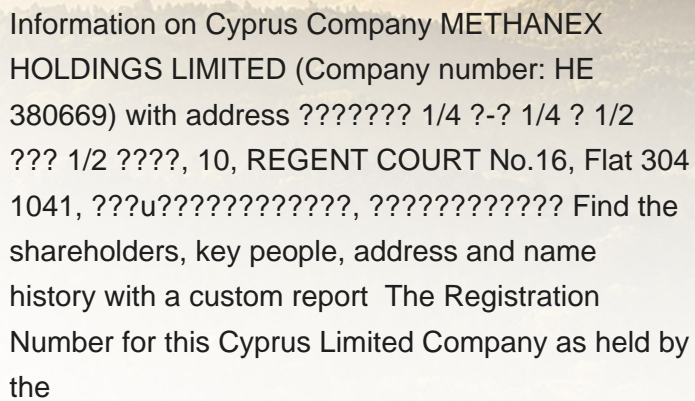 Information on Cyprus Company METHANEX
HOLDINGS LIMITED (Company number: HE
380669) with address ??????? 1/4 ?-? 1/4 ? 1/2
??? 1/2 ????, 10, REGENT COURT No.16, Flat 304
1041, ???u????????????, ???????????? Find the
shareholders, key people, address and name
history with a custom report  The Registration
Number for this Cyprus Limited Company as held by
the